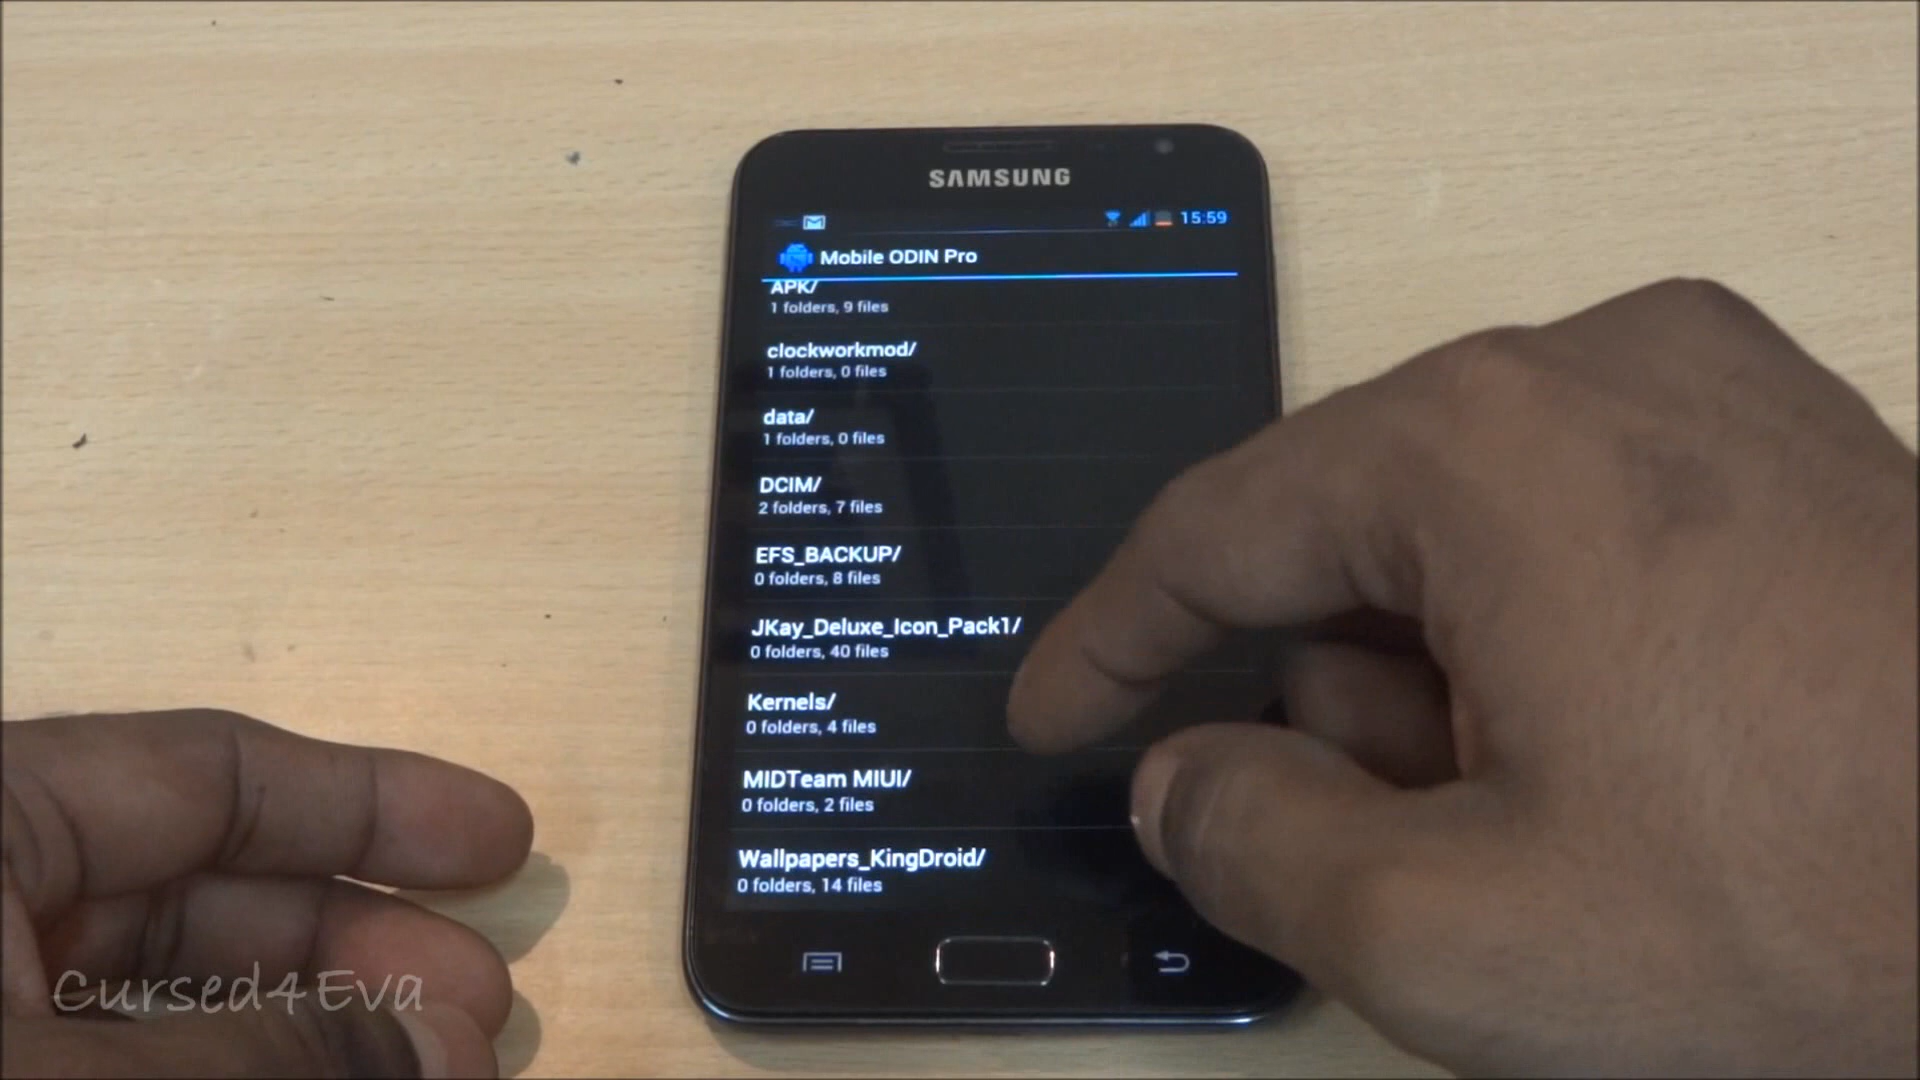 SAMSUNG
15:59
Mobile ODIN Pro
APK/
1 folders, 9 files
clockworkmod/
1 folders, 0 files
data/
1 folders, 0 files
DCIM/
2 folders, 7 files
EFS_BACKUP/
0 folders, 8 files
JKay_Deluxe_Icon_Pack1/
0 folders, 40 files
Kernels/
0 folders, 4 files
MIDTeam MIUI/
0 folders, 2 files
Wallpapers_KingDroid/
0 folders, 14 files
Cursed4Eva